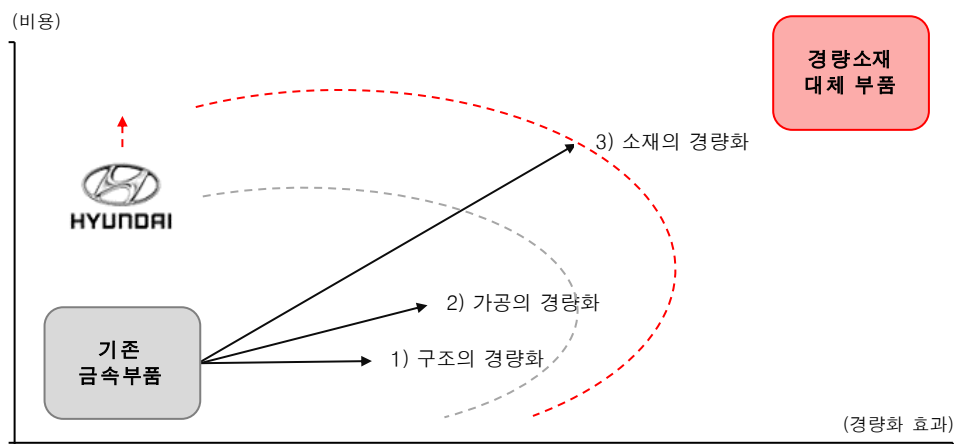 (비용)
경량소재
대체 부품
3) 소재의 경량화
HYUNDAI
2) 가공의 경량화
기존
금속부품
1) 구조의 경량화
(경량화 효과)